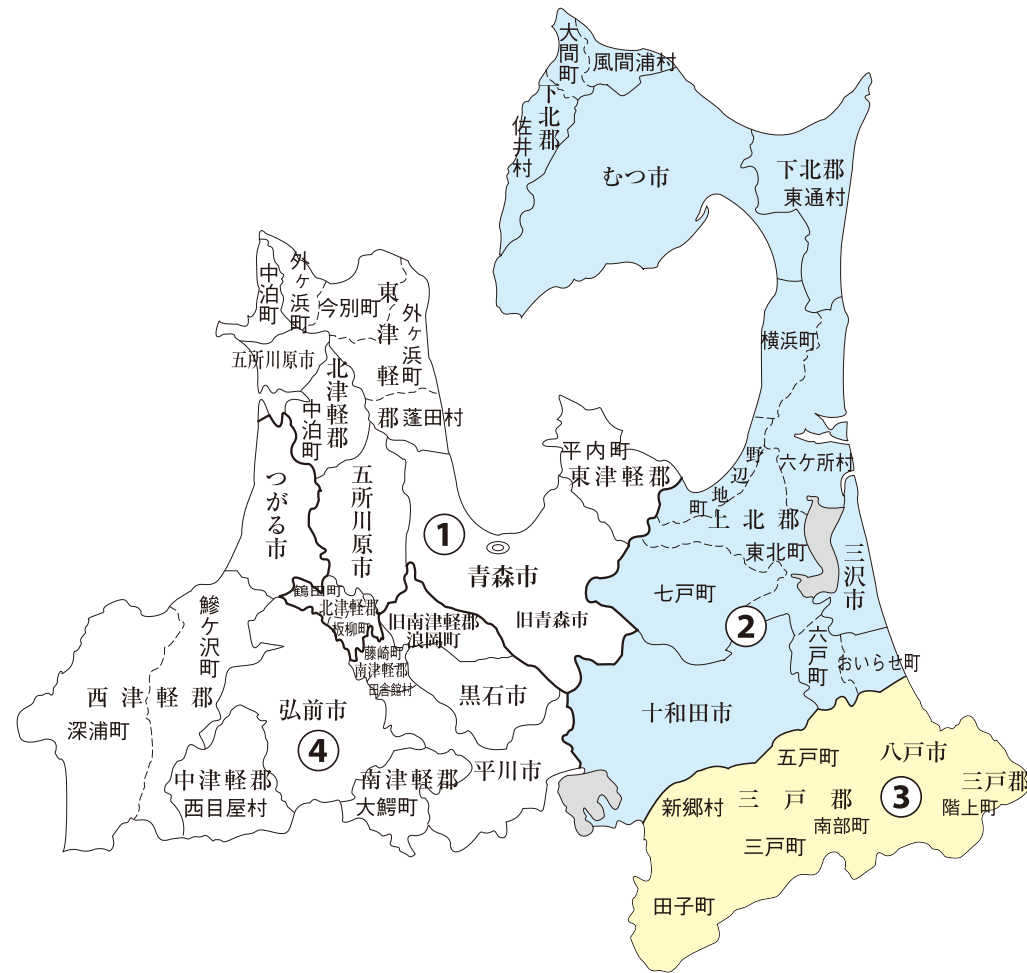 大間町
風間浦村
下北郡
佐井村
むつ市
下北郡
東通村
横浜町
野辺地町
六ケ所村
上北郡
東北町
三沢市
七戸町
②
六戸町
おいらせ町
十和田市
中泊町
外ヶ浜町
今別町
東津軽郡
外ヶ浜町
五所川原市
北津軽郡
中泊町
蓬田村
平内町
東津軽郡
つがる市
五所川原市
①
青森市
旧青森市
鶴田町
北津軽郡
板柳町
旧南津軽郡
浪岡町
藤崎町
南津軽郡
田舎館村
黒石市
鰺ケ沢町
西津軽郡
深浦町
弘前市
④
中津軽郡
西目屋村
南津軽郡
大鰐町
平川市
五戸町
八戸市
新郷村
三戸郡
③
三戸郡
階上町
南部町
三戸町
田子町